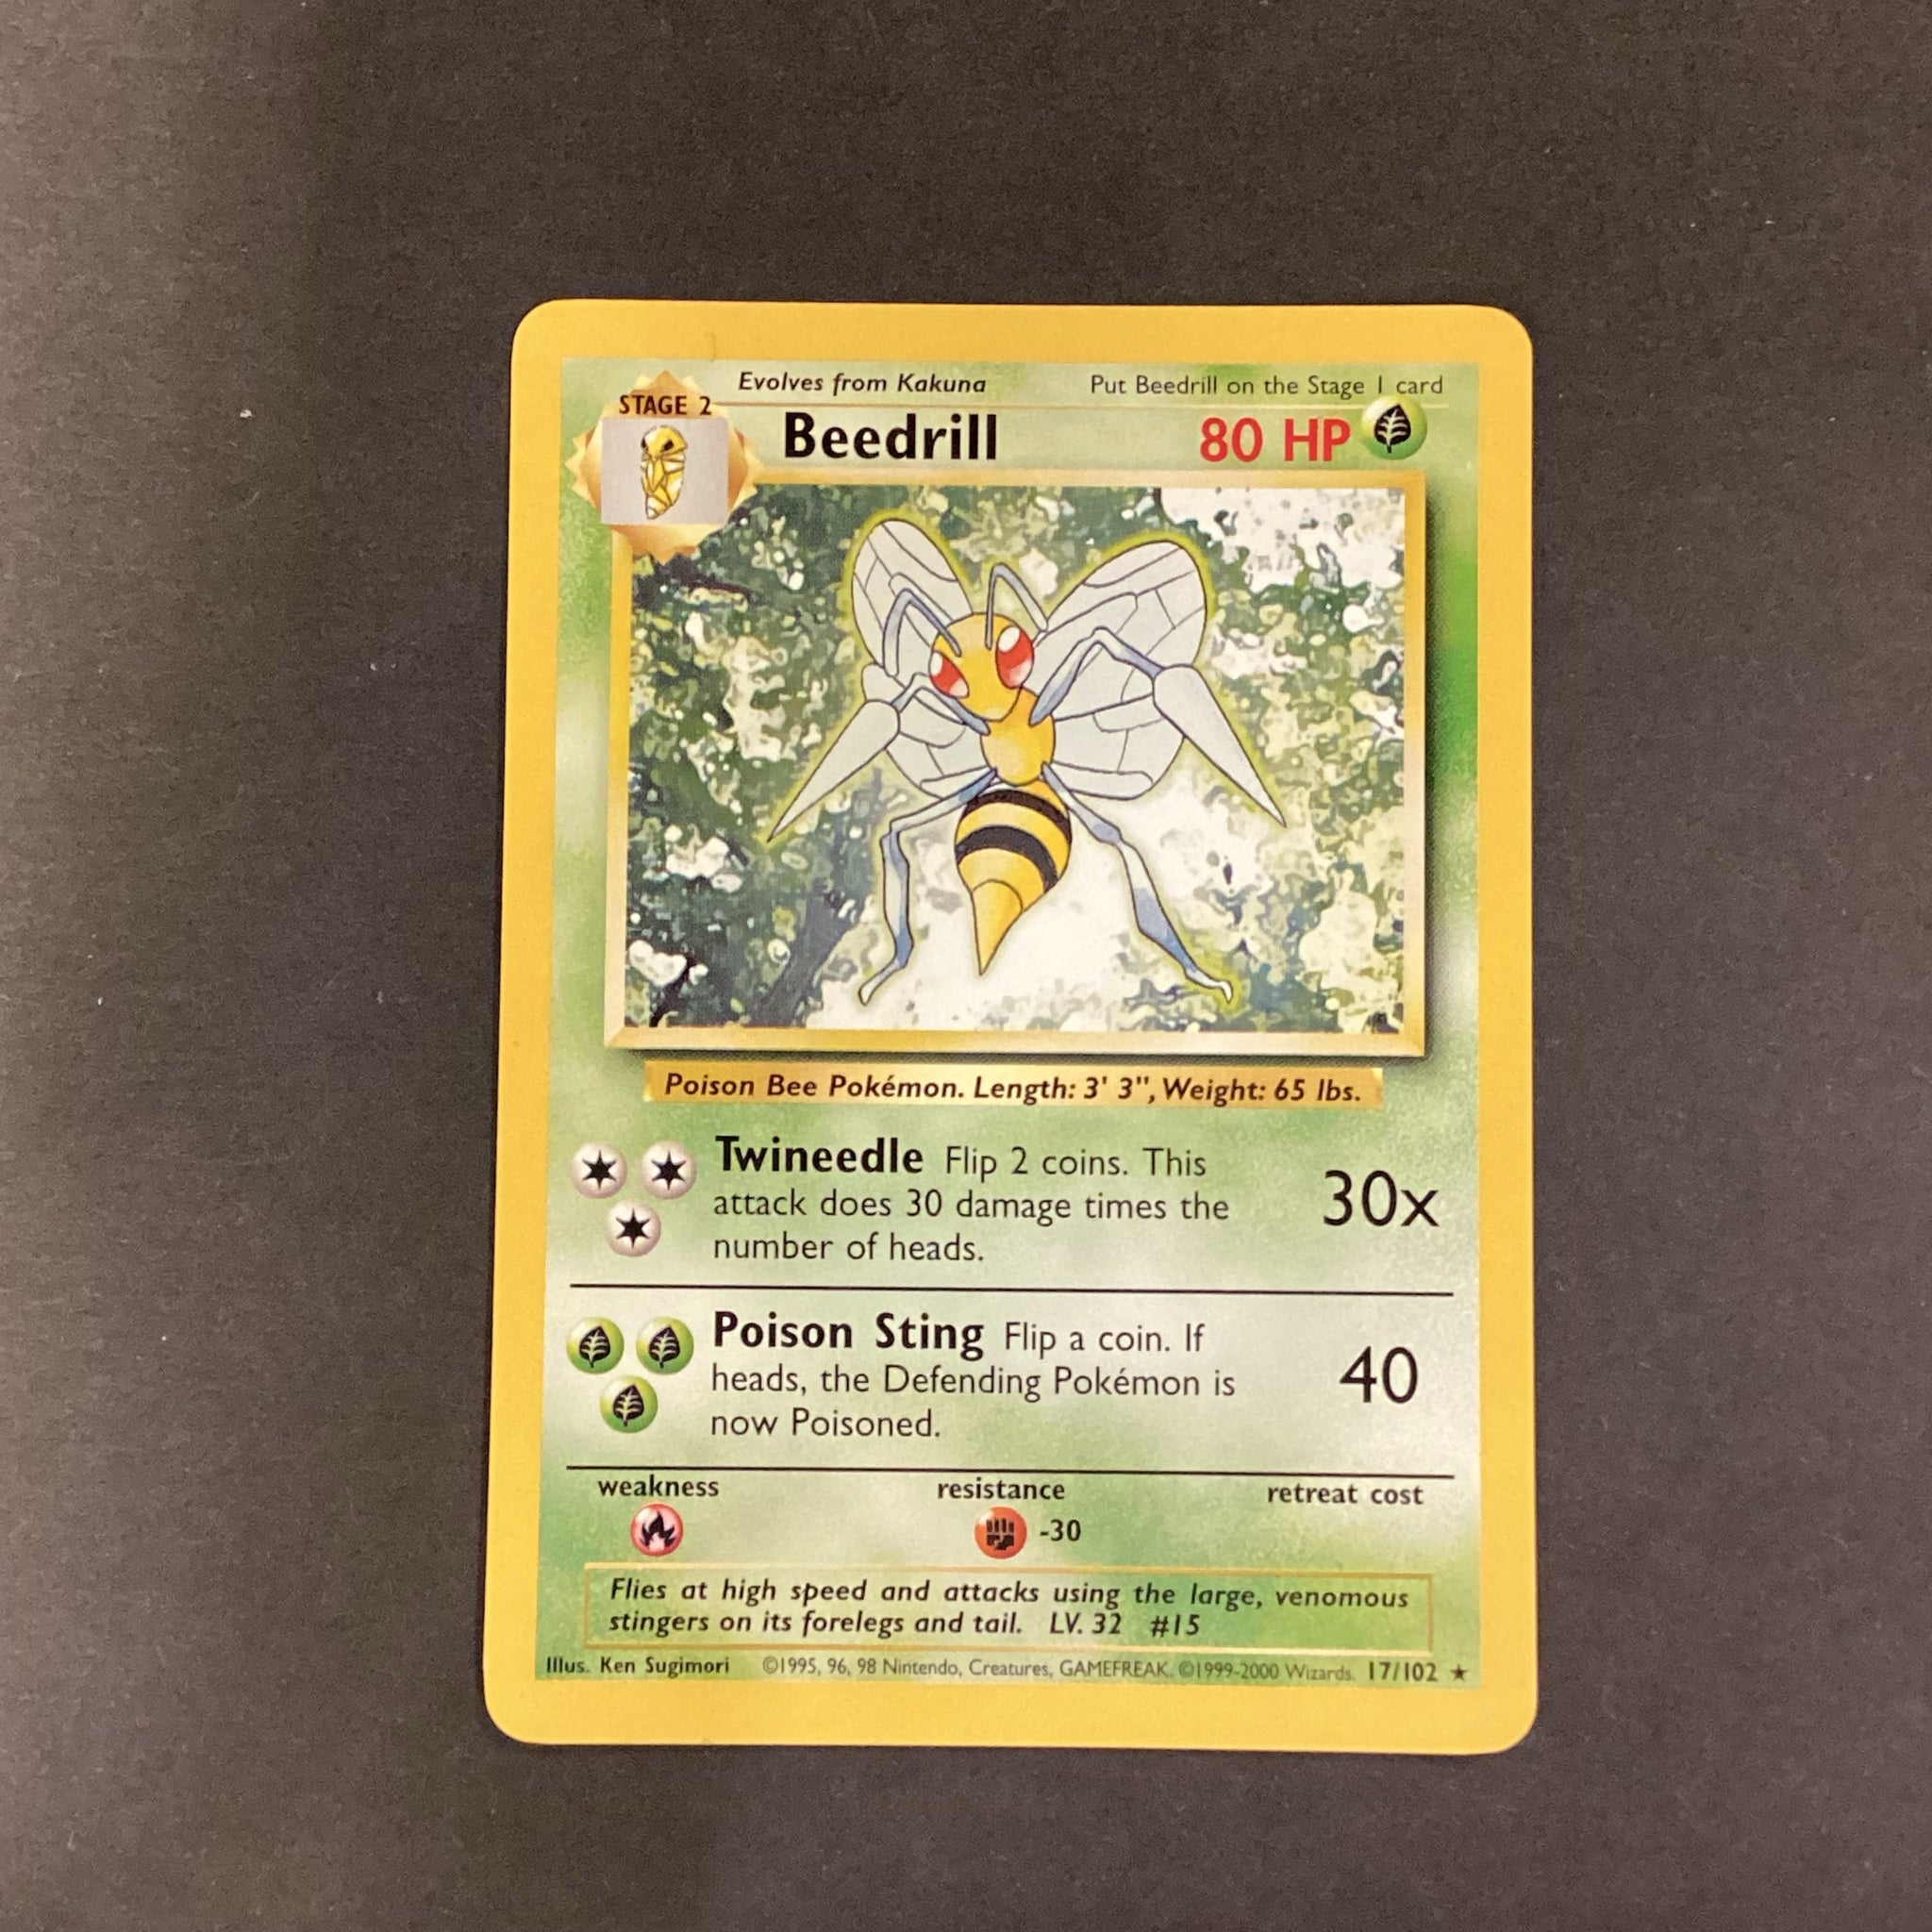 Evolves from Kakuna
Put Beedrill on the Stage 1 card
STAGE 2
Beedrill
80 HP
Poison Bee Pokémon. Length: 3' 3", Weight: 65 lbs.
Twineedle Flip 2 coins. This
attack does 30 damage times the
number of heads.
30x
Poison Sting Flip a coin. If
heads, the Defending Pokémon is
now Poisoned.
40
weakness
resistance
retreat cost
-30
Flies at high speed and attacks using the large, venomous
stingers on its forelegs and tail. LV. 32 #15
Illus. Ken Sugimori ©1995, 96, 98 Nintendo, Creatures, GAMEFREAK. ©1999-2000 Wizards. 17/102 ★